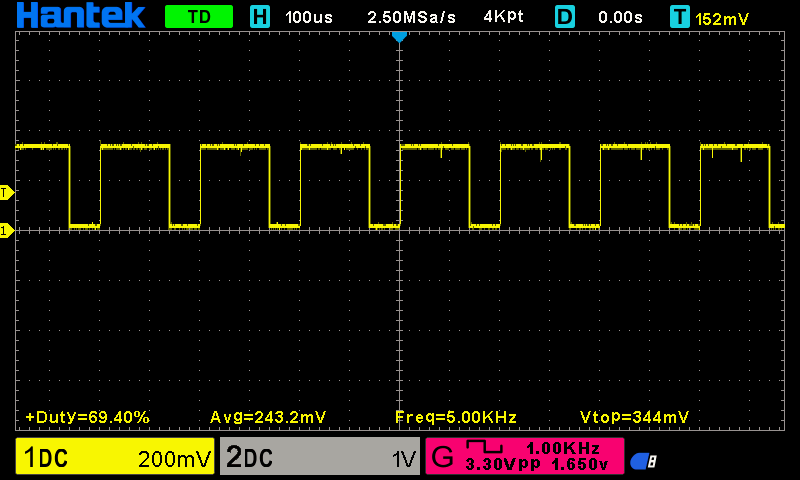 Hantek TD H 100us 2.50MSa/s 4Kpt D 0.00s T 152mV
T
1
+Duty=69.40% Avg=243.2mV Freq=5.00KHz Vtop=344mV
1DC 200mV 2DC 1V G 1.00KHz
3.30Vpp 1.650v